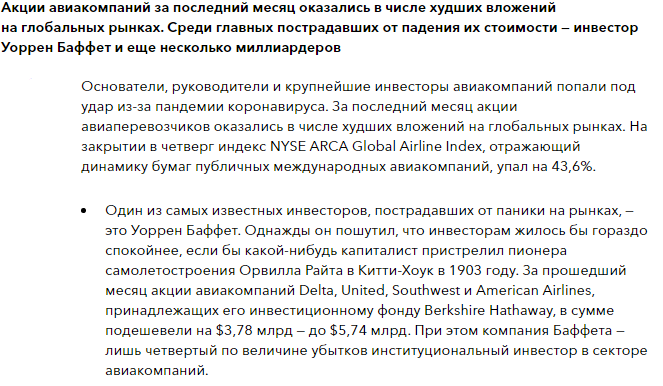 Акции авиакомпаний за последний месяц оказались в числе худших вложений
на глобальных рынках. Среди главных пострадавших от падения их стоимости — инвестор
Уоррен Баффет и еще несколько миллиардеров
Основатели, руководители и крупнейшие инвесторы авиакомпаний попали под
удар из-за пандемии коронавируса. За последний месяц акции
авиаперевозчиков оказались в числе худших вложений на глобальных рынках. На
закрытии в четверг индекс NYSE ARCA Global Airline Index, отражающий
динамику бумаг публичных международных авиакомпаний, упал на 43,6%.
• Один из самых известных инвесторов, пострадавших от паники на рынках, —
это Уоррен Баффет. Однажды он пошутил, что инвесторам жилось бы гораздо
спокойнее, если бы какой-нибудь капиталист пристрелил пионера
самолетостроения Орвилла Райта в Китти-Хоук в 1903 году. За прошедший
месяц акции авиакомпаний Delta, United, Southwest и American Airlines,
принадлежащих его инвестиционному фонду Berkshire Hathaway, в сумме
подешевели на $3,78 млрд — до $5,74 млрд. При этом компания Баффета —
лишь четвертый по величине убытков институциональный инвестор в секторе
авиакомпаний.